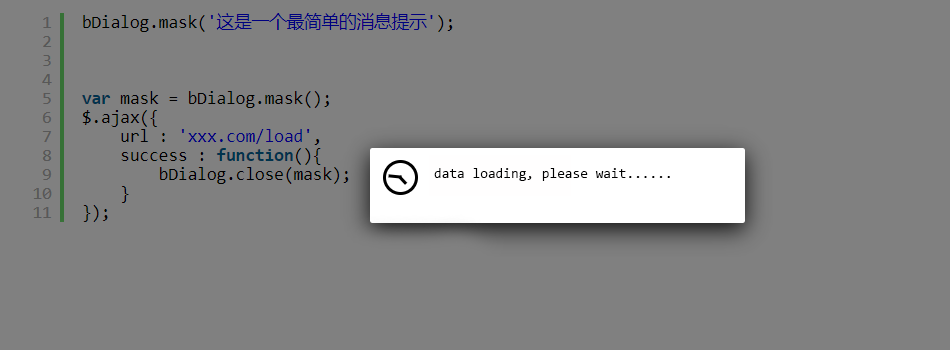 1 bDialog.mask('这是一个最简单的消息提示');
2
3
4
5 var mask = bDialog.mask();
6 $.ajax({
7 url : 'xxx.com/load',
8 success : function(){
9 bDialog.close(mask);
10 }
11 });
data loading, please wait......